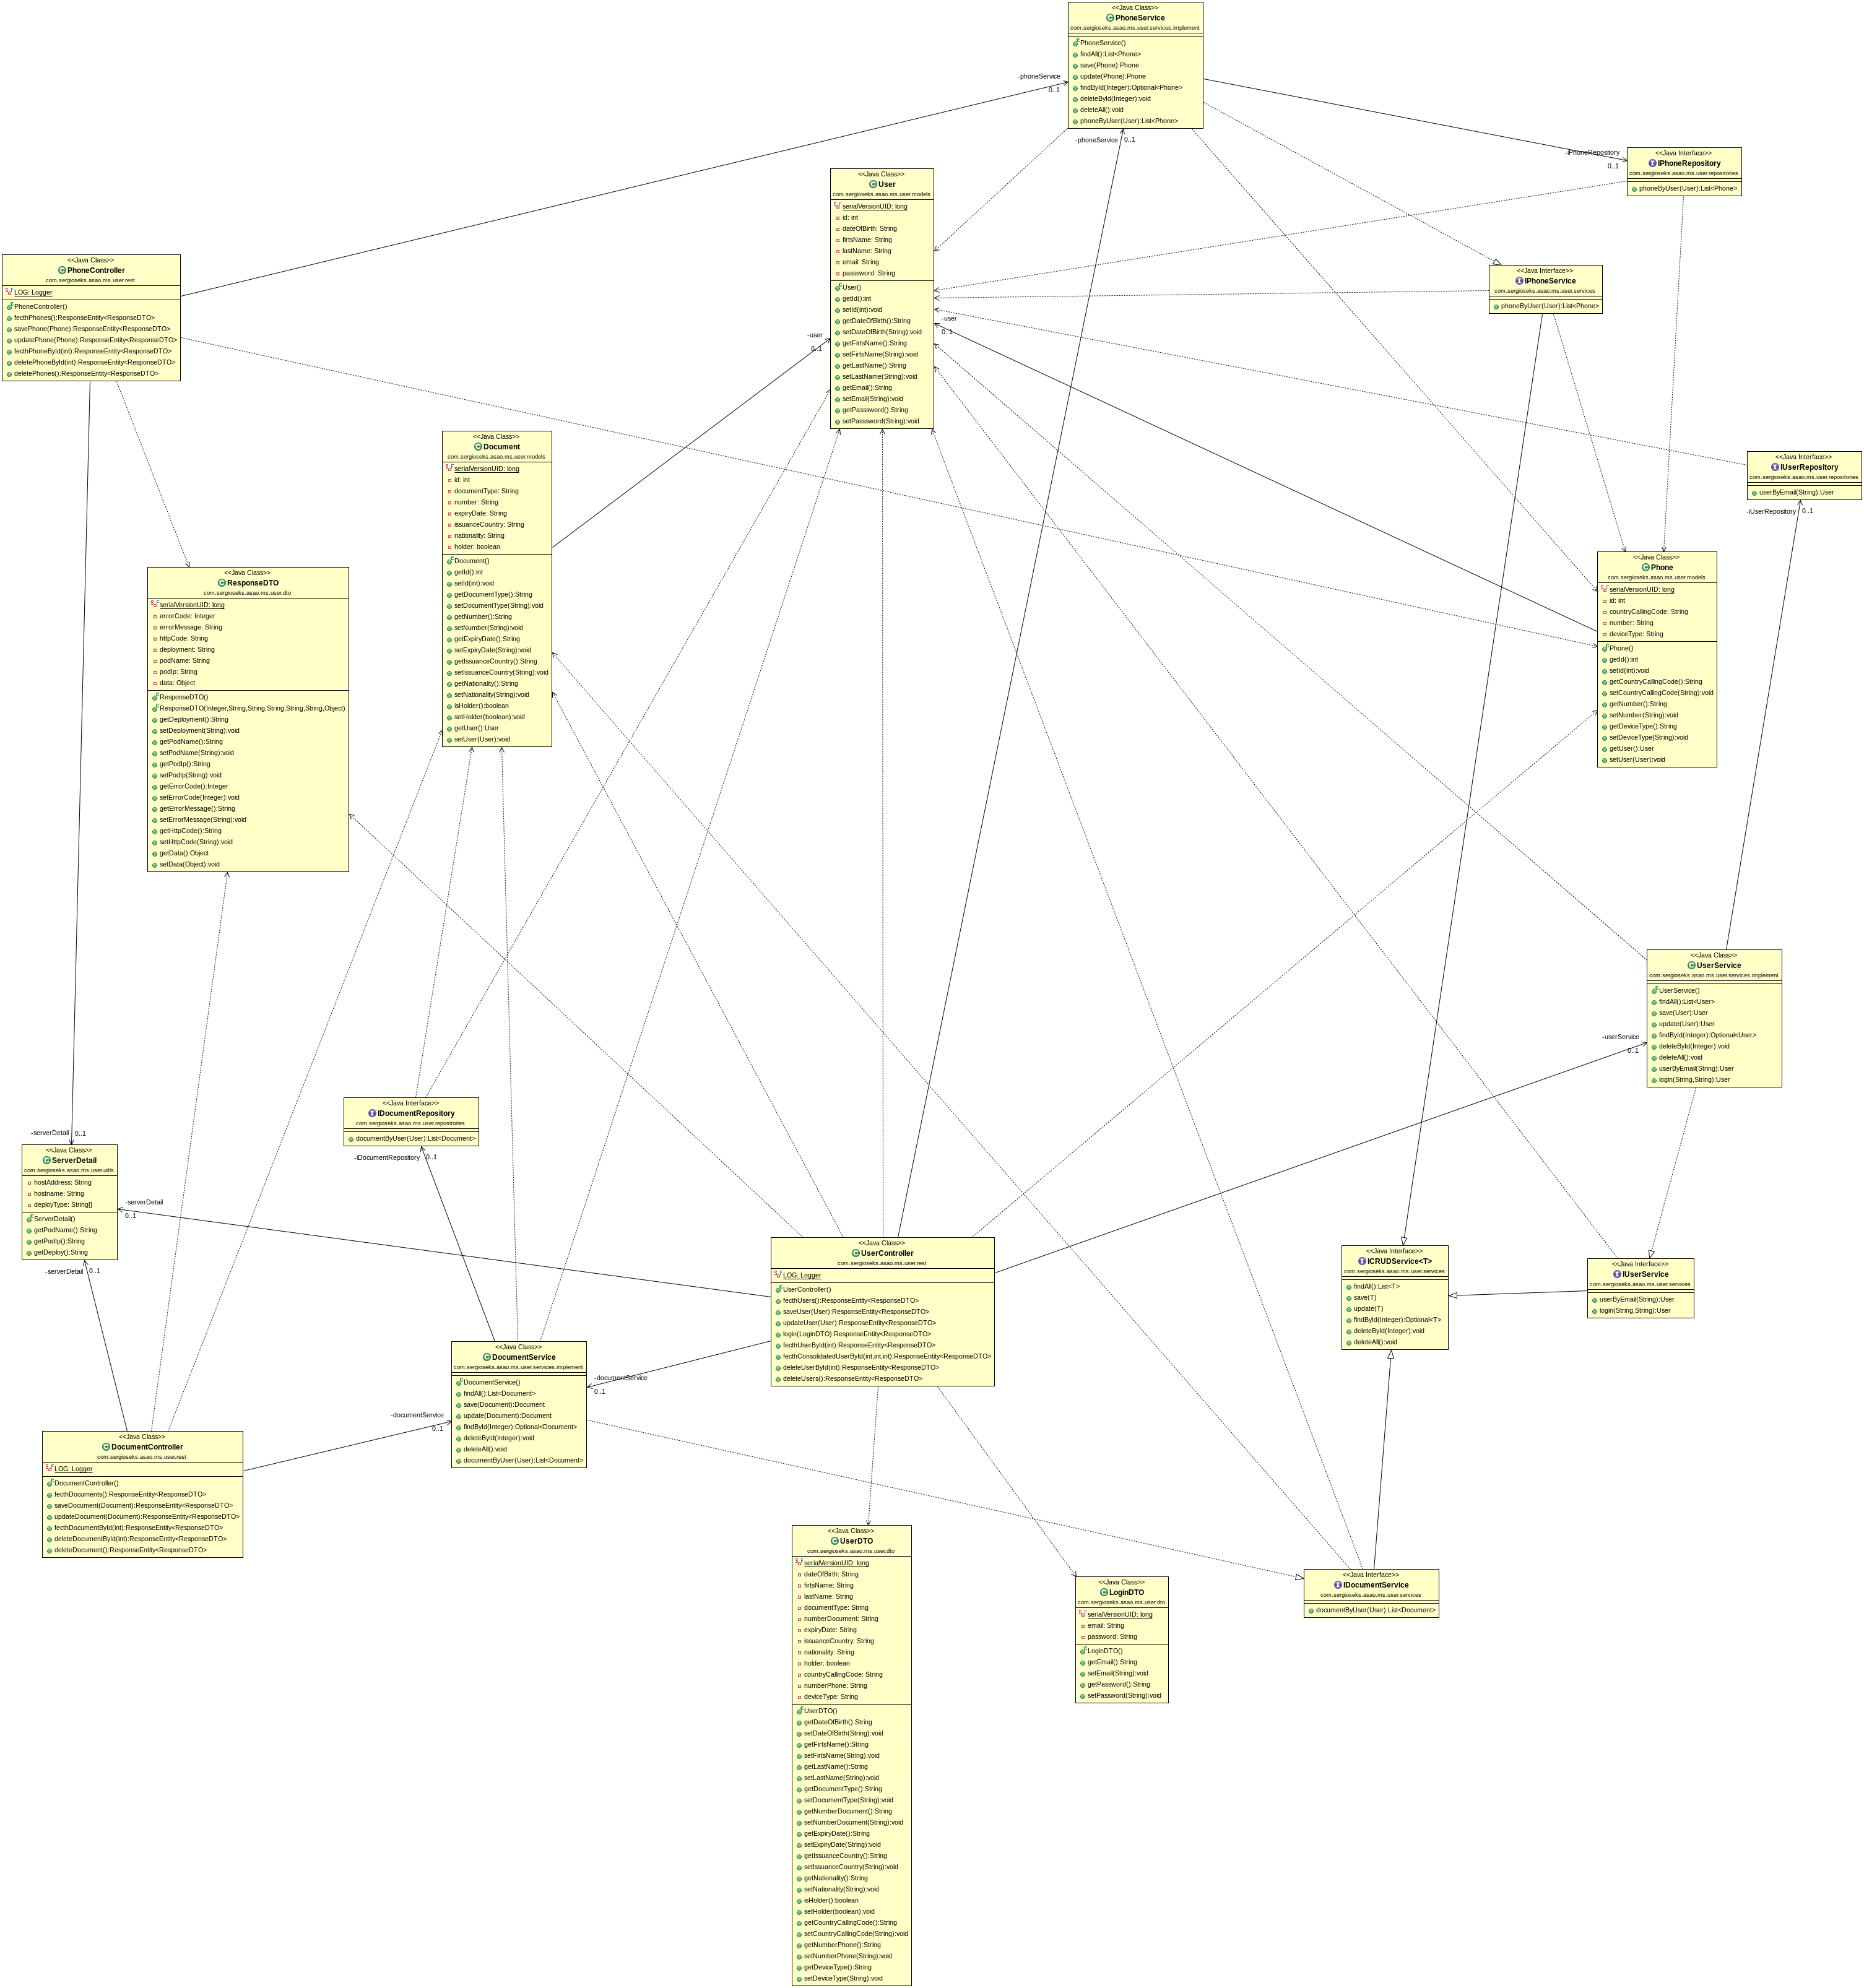 <<Java Class>>
PhoneService
com.sergioseks.asao.ms.user.services.implement
PhoneService()
findAll():List<Phone>
save(Phone):Phone
update(Phone):Phone
findById(Integer):Optional<Phone>
deleteById(Integer):void
deleteAll():void
phoneByUser(User):List<Phone>
-phoneService
0..1
-phoneService
0..1
-iPhoneRepository
0..1
<<Java Interface>>
IPhoneRepository
com.sergioseks.asao.ms.user.repositories
phoneByUser(User):List<Phone>
<<Java Class>>
User
com.sergioseks.asao.ms.user.models
serialVersionUID: long
id: int
dateOfBirth: String
firtsName: String
lastName: String
email: String
passsword: String
User()
getId():int
setId(int):void
getDateOfBirth():String
setDateOfBirth(String):void
getFirtsName():String
setFirtsName(String):void
getLastName():String
setLastName(String):void
getEmail():String
setEmail(String):void
getPasssword():String
setPasssword(String):void
-user
0..1
-user
0..1
<<Java Class>>
PhoneController
com.sergioseks.asao.ms.user.rest
LOG: Logger
PhoneController()
fecthPhones():ResponseEntity<ResponseDTO>
savePhone(Phone):ResponseEntity<ResponseDTO>
updatePhone(Phone):ResponseEntity<ResponseDTO>
fecthPhoneById(int):ResponseEntity<ResponseDTO>
deletePhoneById(int):ResponseEntity<ResponseDTO>
deletePhones():ResponseEntity<ResponseDTO>
<<Java Interface>>
IPhoneService
com.sergioseks.asao.ms.user.services
phoneByUser(User):List<Phone>
<<Java Class>>
Document
com.sergioseks.asao.ms.user.models
serialVersionUID: long
id: int
documentType: String
number: String
expiryDate: String
issuanceCountry: String
nationality: String
holder: boolean
Document()
getId():int
setId(int):void
getDocumentType():String
setDocumentType(String):void
getNumber():String
setNumber(String):void
getExpiryDate():String
setExpiryDate(String):void
getIssuanceCountry():String
setIssuanceCountry(String):void
getNationality():String
setNationality(String):void
isHolder():boolean
setHolder(boolean):void
getUser():User
setUser(User):void
<<Java Interface>>
IUserRepository
com.sergioseks.asao.ms.user.repositories
userByEmail(String):User
-iUserRepository
0..1
<<Java Class>>
Phone
com.sergioseks.asao.ms.user.models
serialVersionUID: long
id: int
countryCallingCode: String
number: String
deviceType: String
Phone()
getId():int
setId(int):void
getCountryCallingCode():String
setCountryCallingCode(String):void
getNumber():String
setNumber(String):void
getDeviceType():String
setDeviceType(String):void
getUser():User
setUser(User):void
<<Java Class>>
ResponseDTO
com.sergioseks.asao.ms.user.dto
serialVersionUID: long
errorCode: Integer
errorMessage: String
httpCode: String
deployment: String
podName: String
podIp: String
data: Object
ResponseDTO()
ResponseDTO(Integer,String,String,String,String,String,Object)
getDeployment():String
setDeployment(String):void
getPodName():String
setPodName(String):void
getPodIp():String
setPodIp(String):void
getErrorCode():Integer
setErrorCode(Integer):void
getErrorMessage():String
setErrorMessage(String):void
getHttpCode():String
setHttpCode(String):void
getData():Object
setData(Object):void
<<Java Class>>
UserService
com.sergioseks.asao.ms.user.services.implement
UserService()
findAll():List<User>
save(User):User
update(User):User
findById(Integer):Optional<User>
deleteById(Integer):void
deleteAll():void
userByEmail(String):User
login(String,String):User
-userService
0..1
<<Java Interface>>
IDocumentRepository
com.sergioseks.asao.ms.user.repositories
documentByUser(User):List<Document>
-iDocumentRepository
0..1
-serverDetail
0..1
<<Java Class>>
ServerDetail
com.sergioseks.asao.ms.user.uitls
hostAddress: String
hostname: String
deployType: String[]
ServerDetail()
getPodName():String
getPodIp():String
getDeploy():String
-serverDetail
0..1
-serverDetail
0..1
<<Java Class>>
UserController
com.sergioseks.asao.ms.user.rest
LOG: Logger
UserController()
fecthUsers():ResponseEntity<ResponseDTO>
saveUser(User):ResponseEntity<ResponseDTO>
updateUser(User):ResponseEntity<ResponseDTO>
login(LoginDTO):ResponseEntity<ResponseDTO>
fecthUserById(int):ResponseEntity<ResponseDTO>
fecthConsolidatedUserById(int,int,int):ResponseEntity<ResponseDTO>
deleteUserById(int):ResponseEntity<ResponseDTO>
deleteUsers():ResponseEntity<ResponseDTO>
<<Java Interface>>
ICRUDService<T>
com.sergioseks.asao.ms.user.services
findAll():List<T>
save(T)
update(T)
findById(Integer):Optional<T>
deleteById(Integer):void
deleteAll():void
<<Java Interface>>
IUserService
com.sergioseks.asao.ms.user.services
userByEmail(String):User
login(String,String):User
<<Java Class>>
DocumentService
com.sergioseks.asao.ms.user.services.implement
DocumentService()
findAll():List<Document>
save(Document):Document
update(Document):Document
findById(Integer):Optional<Document>
deleteById(Integer):void
deleteAll():void
documentByUser(User):List<Document>
-documentService
0..1
-documentService
0..1
<<Java Class>>
DocumentController
com.sergioseks.asao.ms.user.rest
LOG: Logger
DocumentController()
fecthDocuments():ResponseEntity<ResponseDTO>
saveDocument(Document):ResponseEntity<ResponseDTO>
updateDocument(Document):ResponseEntity<ResponseDTO>
fecthDocumentById(int):ResponseEntity<ResponseDTO>
deleteDocumentById(int):ResponseEntity<ResponseDTO>
deleteDocument():ResponseEntity<ResponseDTO>
<<Java Class>>
UserDTO
com.sergioseks.asao.ms.user.dto
serialVersionUID: long
dateOfBirth: String
firtsName: String
lastName: String
documentType: String
numberDocument: String
expiryDate: String
issuanceCountry: String
nationality: String
holder: boolean
countryCallingCode: String
numberPhone: String
deviceType: String
UserDTO()
getDateOfBirth():String
setDateOfBirth(String):void
getFirtsName():String
setFirtsName(String):void
getLastName():String
setLastName(String):void
getDocumentType():String
setDocumentType(String):void
getNumberDocument():String
setNumberDocument(String):void
getExpiryDate():String
setExpiryDate(String):void
getIssuanceCountry():String
setIssuanceCountry(String):void
getNationality():String
setNationality(String):void
isHolder():boolean
setHolder(boolean):void
getCountryCallingCode():String
setCountryCallingCode(String):void
getNumberPhone():String
setNumberPhone(String):void
getDeviceType():String
setDeviceType(String):void
<<Java Class>>
LoginDTO
com.sergioseks.asao.ms.user.dto
serialVersionUID: long
email: String
password: String
LoginDTO()
getEmail():String
setEmail(String):void
getPassword():String
setPassword(String):void
<<Java Interface>>
IDocumentService
com.sergioseks.asao.ms.user.services
documentByUser(User):List<Document>